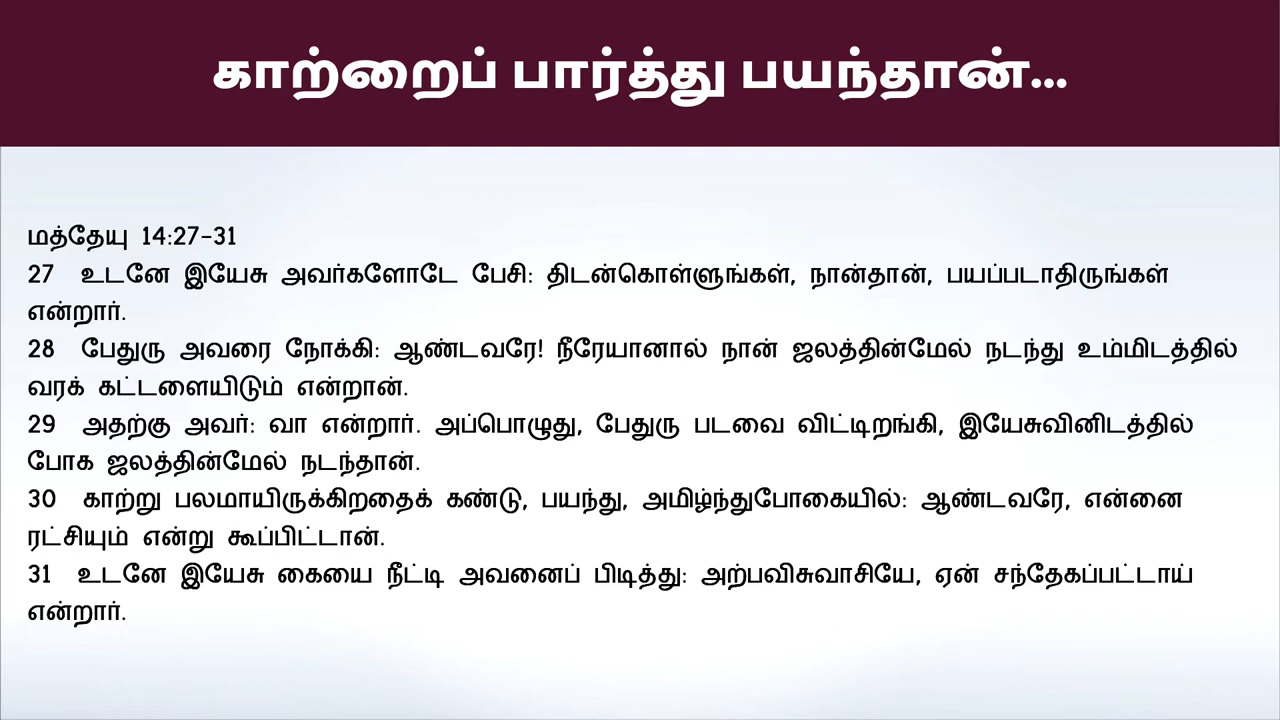 காற்றைப் பார்த்து பயந்தான்...
மத்தேயு 14:27-31
27 உடனே இயேசு அவர்களோடே பேசி: திடன்கொள்ளுங்கள், நான்தான், பயப்படாதிருங்கள்
என்றார்.
28 பேதுரு அவரை நோக்கி: ஆண்டவரே! நீரேயானால் நான் ஜலத்தின்மேல் நடந்து உம்மிடத்தில்
வரக் கட்டளையிடும் என்றான்.
29 அதற்கு அவர்: வா என்றார். அப்பொழுது, பேதுரு படவை விட்டிறங்கி, இயேசுவினிடத்தில்
போக ஜலத்தின்மேல் நடந்தான்.
30 காற்று பலமாயிருக்கிறதைக் கண்டு, பயந்து, அமிழ்ந்துபோகையில்: ஆண்டவரே, என்னை
ரட்சியும் என்று கூப்பிட்டான்.
31 உடனே இயேசு கையை நீட்டி அவனைப் பிடித்து: அற்பவிசுவாசியே, ஏன் சந்தேகப்பட்டாய்
என்றார்.